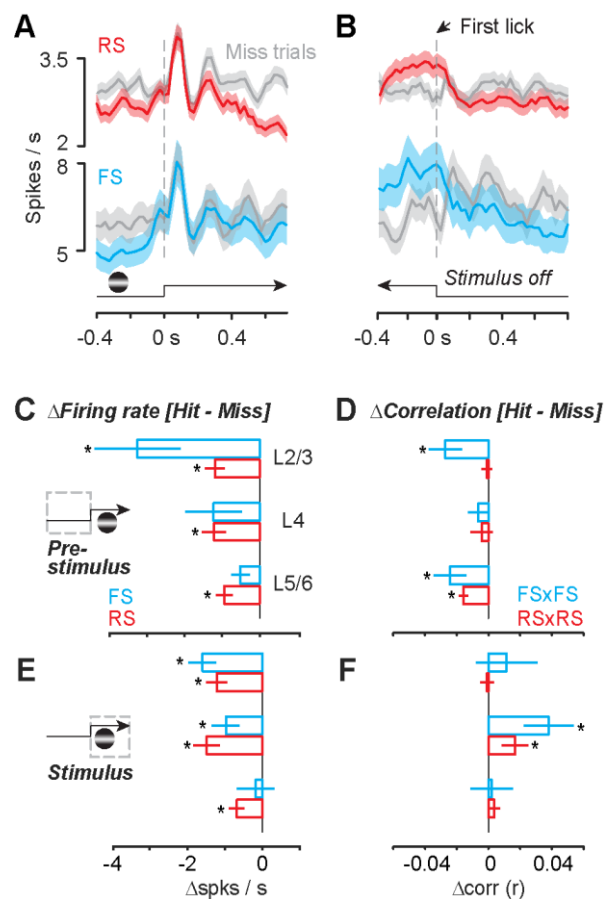 A
B
RS
Miss trials
First lick
3.5
2
FS
8
5
Spikes / s
Stimulus off
-0.4
0 s
0.4
-0.4
0 s
0.4
C
ΔFiring rate [Hit - Miss]
D
ΔCorrelation [Hit - Miss]
*
L2/3
*
*
L4
*
Pre-
stimulus
L5/6
*
*
*
FS
RS
FSxFS
RSxRS
E
F
*
*
*
*
*
*
Stimulus
*
-4
-2
0
Δspks / s
-0.04
0
0.04
Δcorr (r)